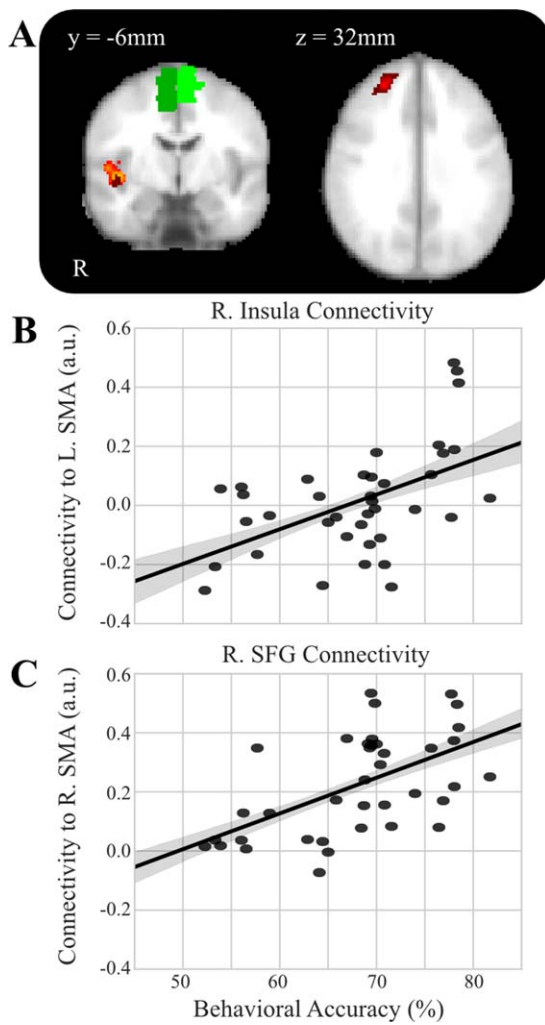 A
y = -6mm
z = 32mm
R
B
R. Insula Connectivity
Connectivity to L. SMA (a.u.)
0.6
0.4
0.2
0.0
-0.2
-0.4
C
R. SFG Connectivity
Connectivity to R. SMA (a.u.)
0.6
0.4
0.2
0.0
-0.2
-0.4
50 60 70 80
Behavioral Accuracy (%)